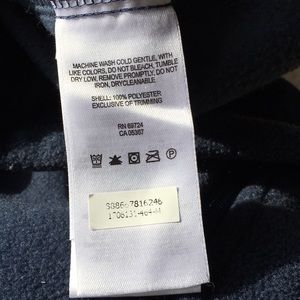 MACHINE WASH COLD GENTLE, WITH
LIKE COLORS, DO NOT BLEACH, TUMBLE
DRY LOW, REMOVE PROMPTLY, DO NOT
IRON, DRYCLEANABLE
SHELL: 100% POLYESTER
EXCLUSIVE OF TRIMMING
RN 69724
CA 05367